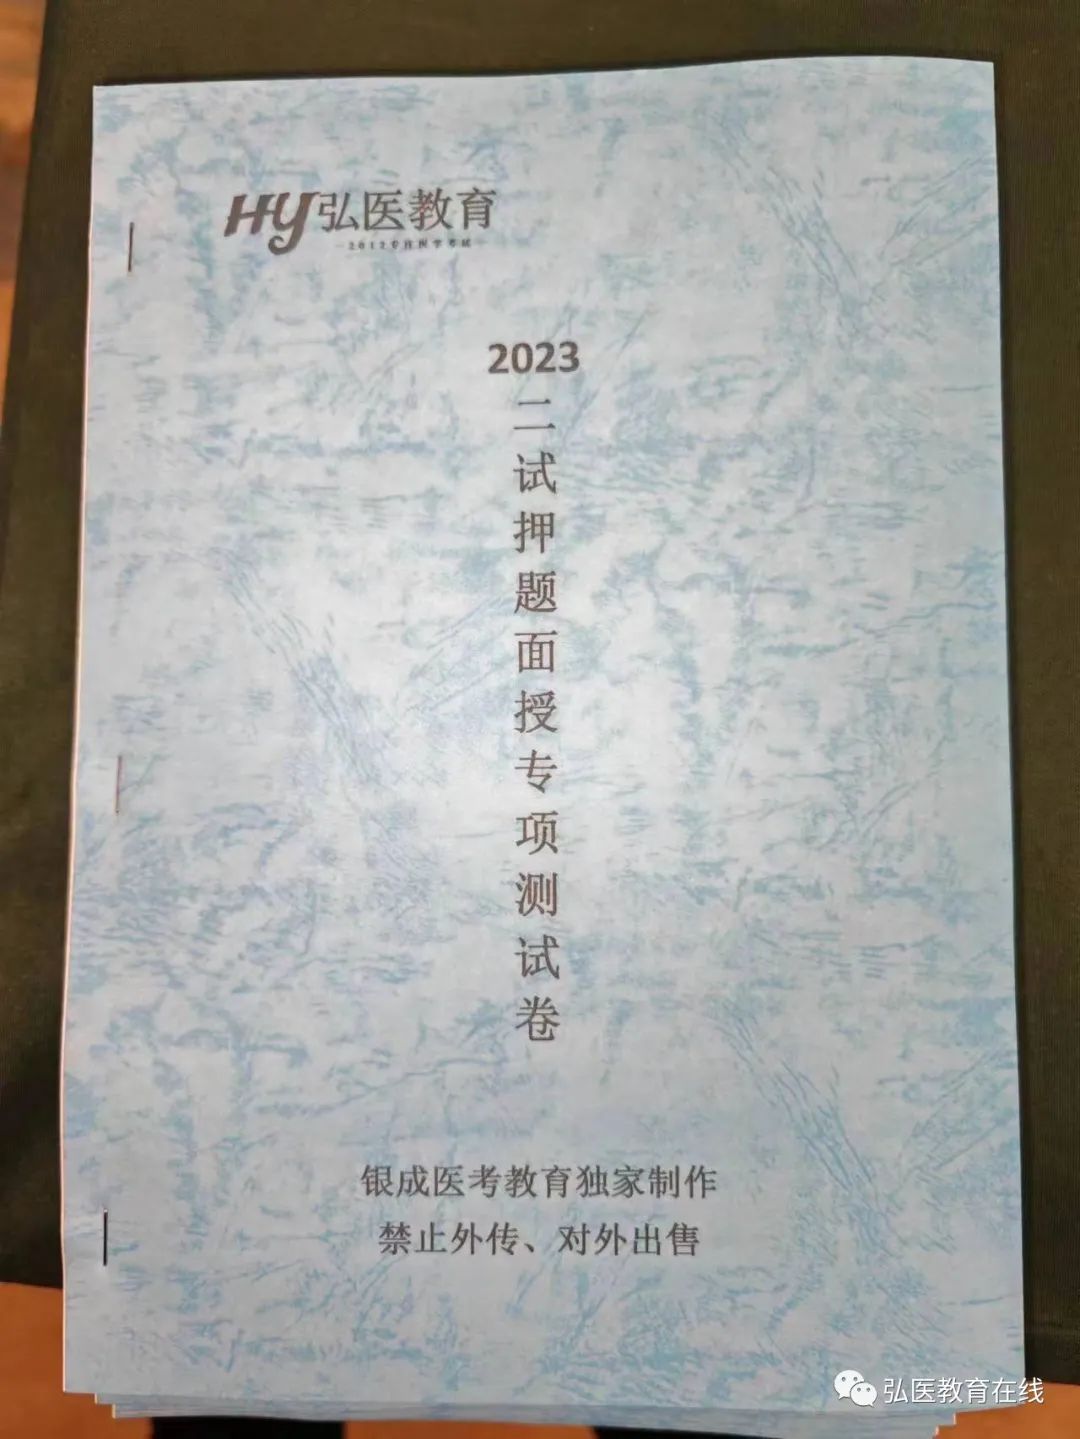 HY弘医教育
2023
二试押题面授专项测试卷
银成医考教育独家制作
禁止外传、对外出售
弘医教育在线